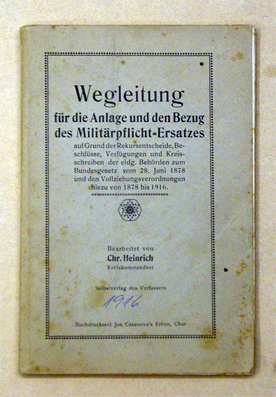 Wegleitung
für die Anlage und den Bezug
des Militärpflicht-Ersatzes
auf Grund der Rekursentscheide, Be-
schlüsse, Verfügungen und Kreis-
schreiben der eidg. Behörden zum
Bundesgesetz vom 28. Juni 1878
und den Vollziehungsverordnungen
hiezu von 1878 bis 1916.
Bearbeitet von
Chr. Heinrich
Kreiskommandant
Selbstverlag des Verfassers
1916
Buchdruckerei Jos. Casanova's Erben, Chur